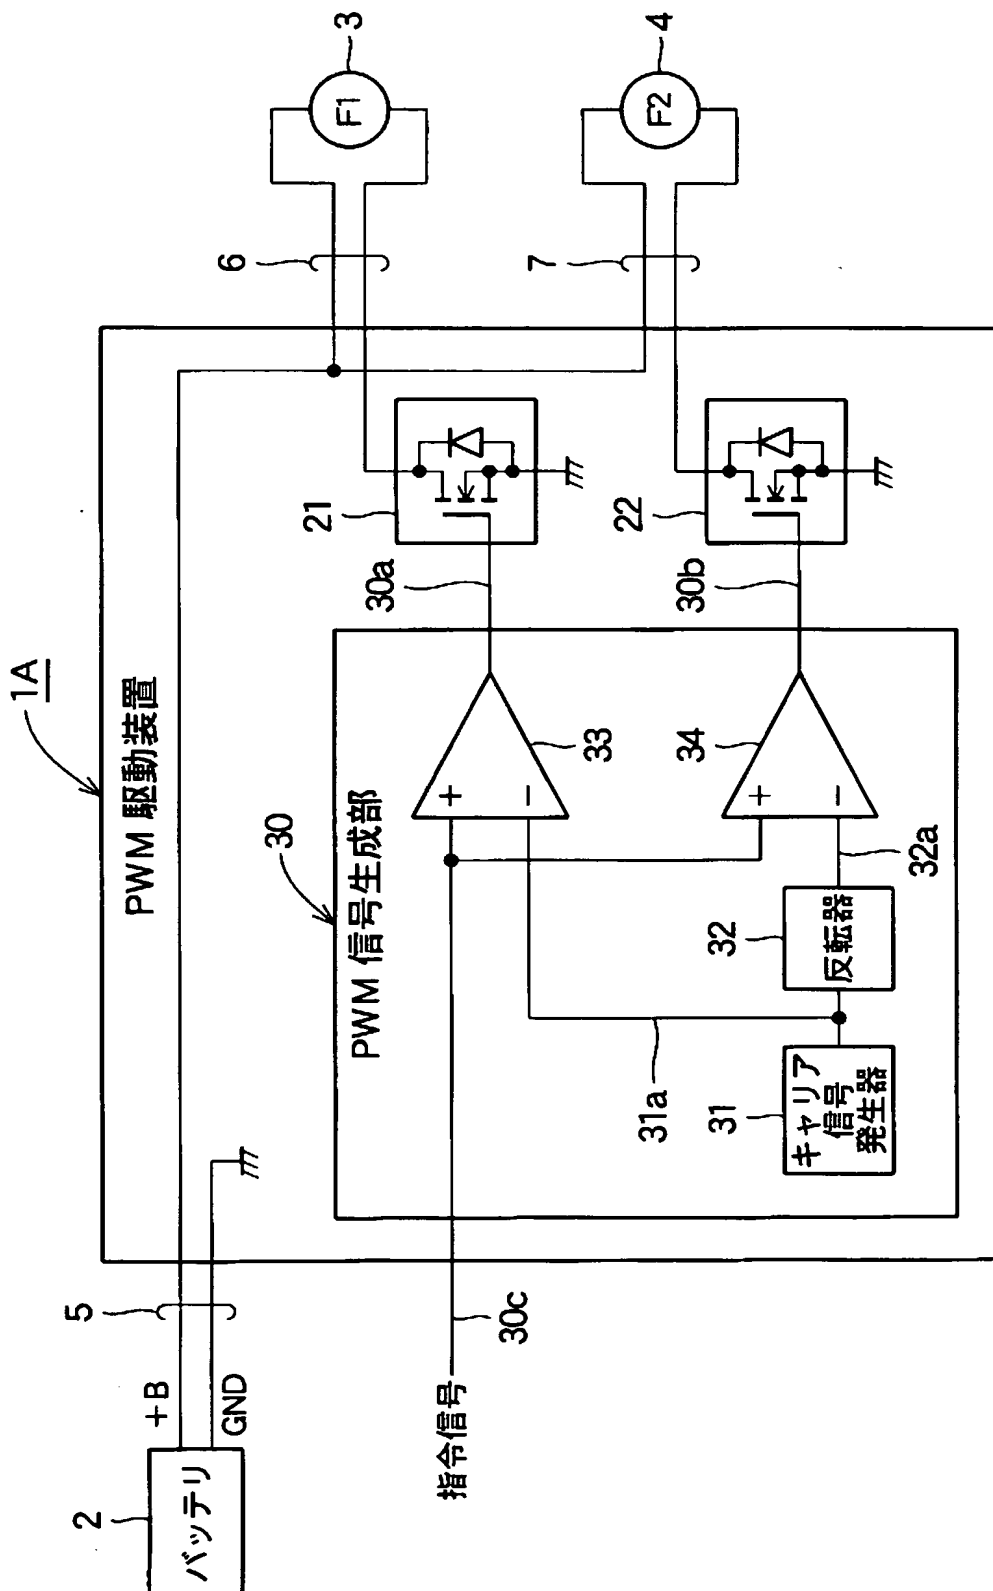 1A
PWM 駆動装置
2
バッテリ
+B
GND
5
6
F1
3
7
F2
4
30
PWM 信号生成部
指令信号
30c
+
−
33
30a
21
+
−
34
30b
22
31a
31
キャリア
信号
発生器
32
反転器
32a